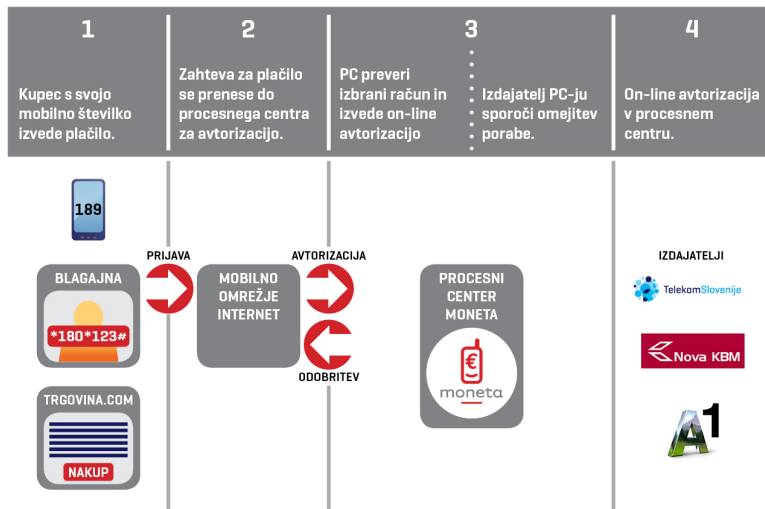 1
Kupec s svojo
mobilno številko
izvede plačilo.
2
Zahteva za plačilo
se prenese do
procesnega centra
za avtorizacijo.
3
PC preveri
izbrani račun in
izvede on-line
avtorizacijo
Izdajatelj PC-ju
sporoči omejitev
porabe.
4
On-line avtorizacija
v procesnem
centru.
189
BLAGAJNA
*180*123#
TRGOVINA.COM
NAKUP
PRIJAVA
MOBILNO
OMREŽJE
INTERNET
AVTORIZACIJA
ODOBRITEV
PROCESNI
CENTER
MONETA
€
moneta
IZDAJATELJI
TelekomSlovenije
Nova KBM
A1